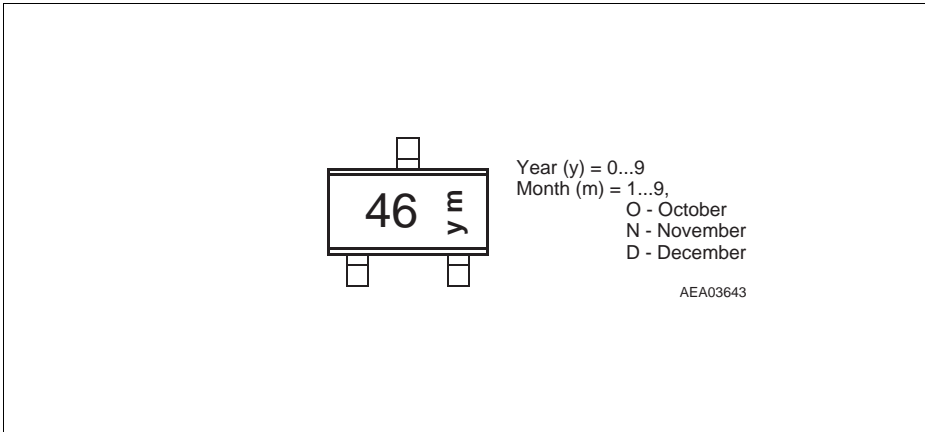 46 y m
Year (y) = 0...9
Month (m) = 1...9,
O - October
N - November
D - December
AEA03643